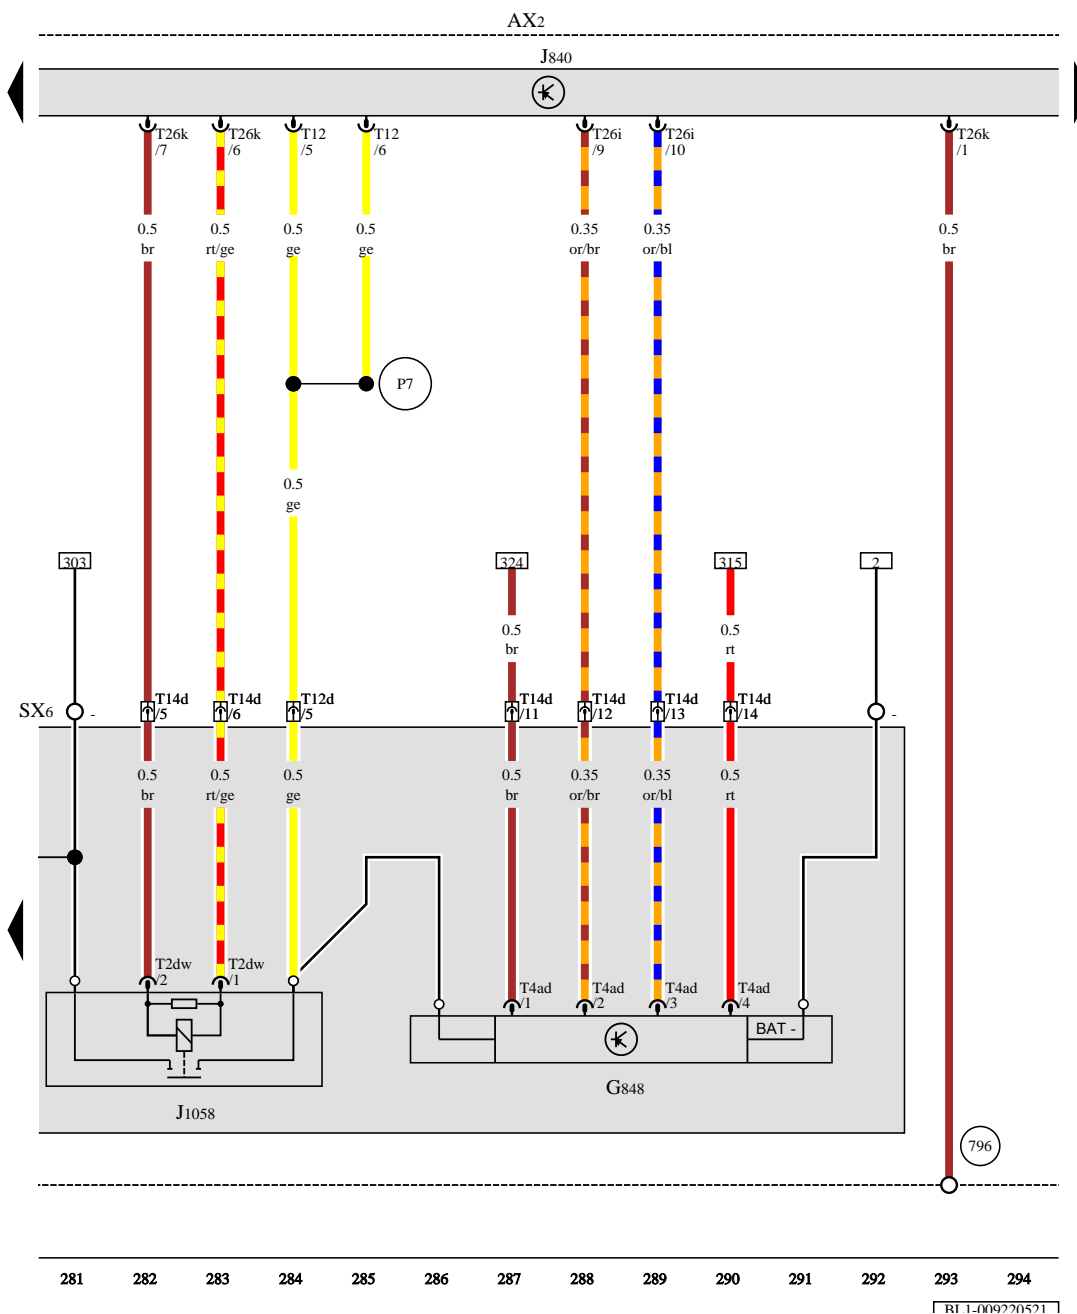 AX2
J840
T26k T26k T12 T12 T26i T26i T26k
/7 /6 /5 /6 /9 /10 /1
0.5 0.5 0.5 0.5 0.35 0.35 0.5
br rt/ge ge ge or/br or/bl br
P7
0.5
ge
303 324 315 2
0.5 0.5
br rt
T14d T14d T12d T14d T14d T14d T14d
SX6 - /5 /6 /5 /11 /12 /13 /14 -
0.5 0.5 0.5 0.5 0.35 0.35 0.5
br rt/ge ge br or/br or/bl rt
T2dw T2dw
/2 /1
T4ad T4ad T4ad T4ad
/1 /2 /3 /4
BAT -
G848
J1058
796
281 282 283 284 285 286 287 288 289 290 291 292 293 294
BL1-009220521